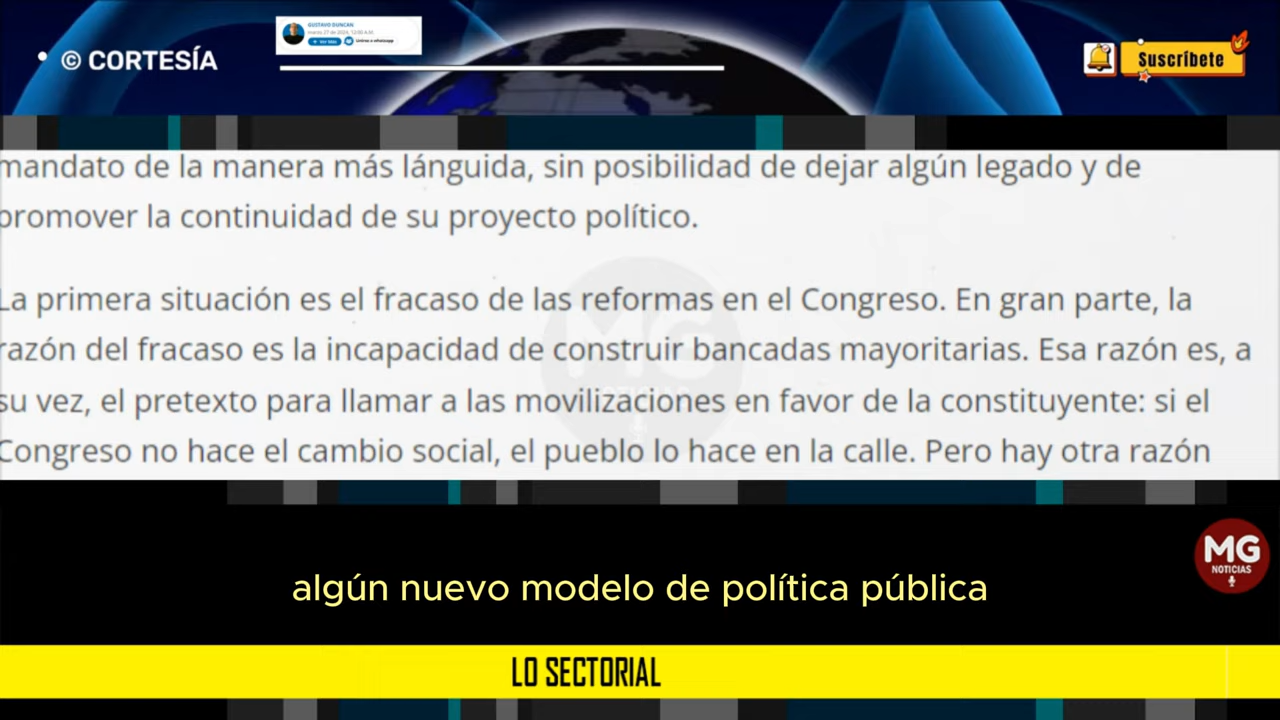 © CORTESÍA
GUSTAVO DUNCAN
Suscríbete
mandato de la manera más lánguida, sin posibilidad de dejar algún legado y de
promover la continuidad de su proyecto político.
La primera situación es el fracaso de las reformas en el Congreso. En gran parte, la
razón del fracaso es la incapacidad de construir bancadas mayoritarias. Esa razón es, a
su vez, el pretexto para llamar a las movilizaciones en favor de la constituyente: si el
Congreso no hace el cambio social, el pueblo lo hace en la calle. Pero hay otra razón
MG
NOTICIAS
algún nuevo modelo de política pública
LO SECTORIAL